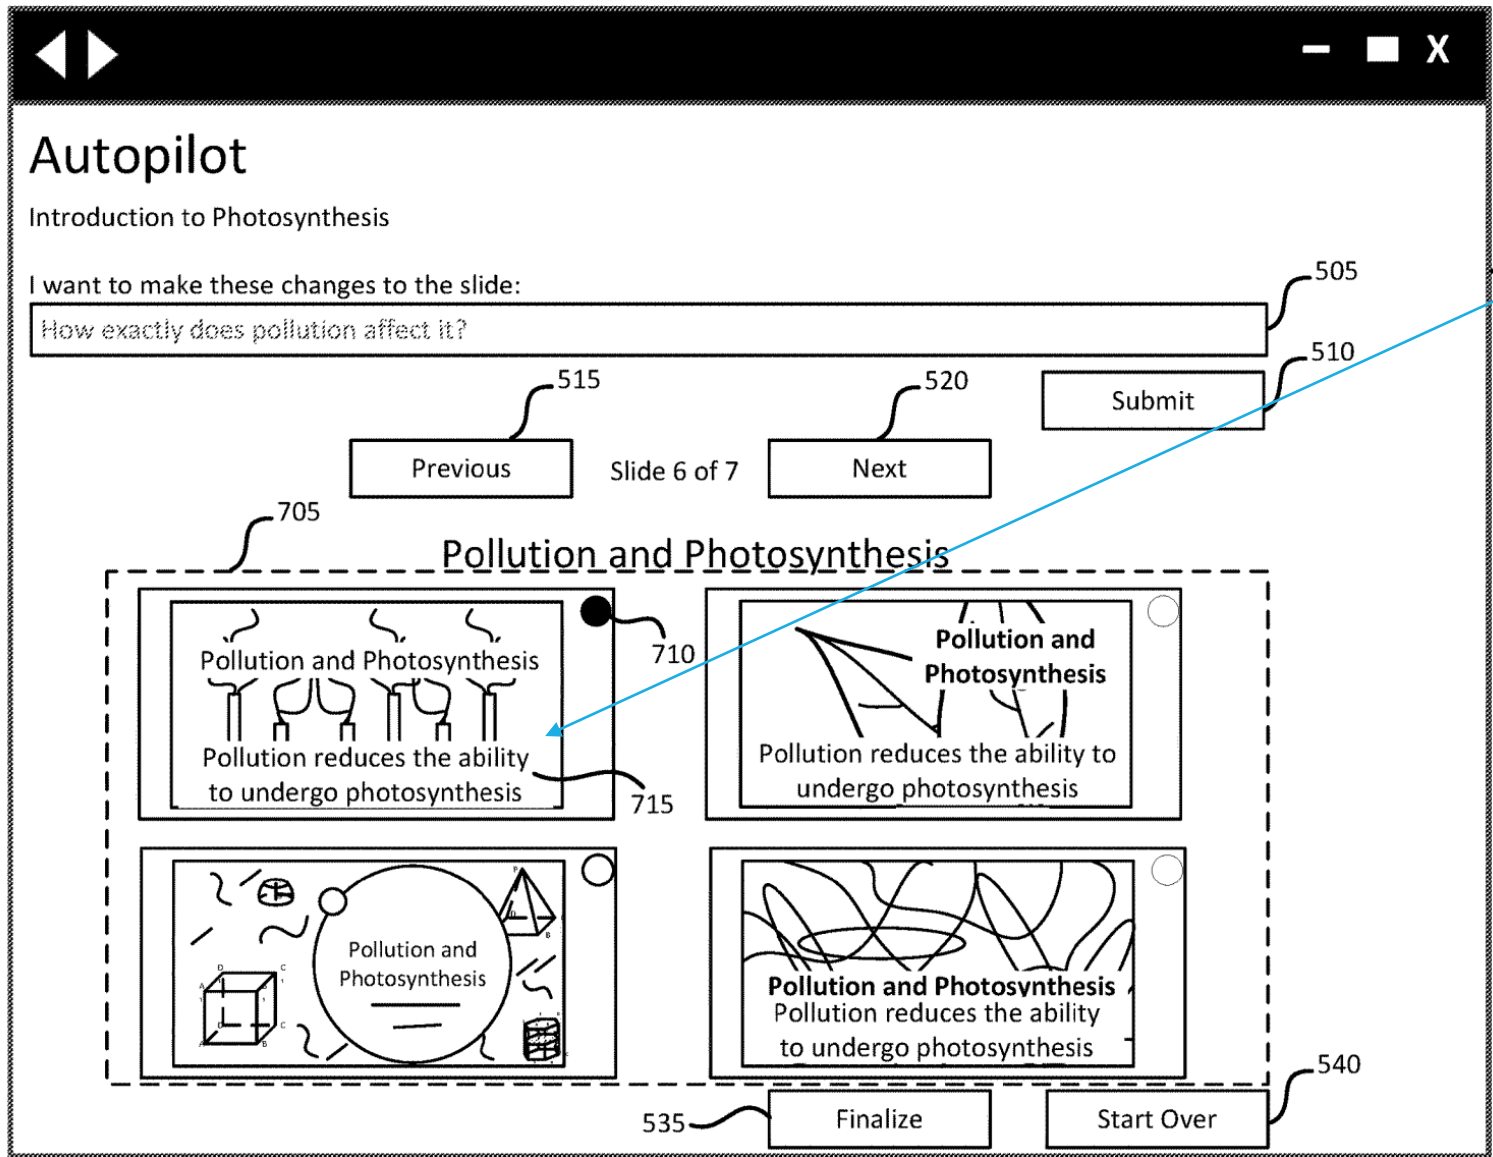 X
Autopilot
Introduction to Photosynthesis
I want to make these changes to the slide:
505
How exactly does pollution affect it?
510
Submit
515
520
Previous
Slide 6 of 7
Next
705
Pollution and Photosynthesis
710
Pollution and Photosynthesis
Pollution reduces the ability
to undergo photosynthesis
715
Pollution and
Photosynthesis
Pollution reduces the ability to
undergo photosynthesis
Pollution and
Photosynthesis
Pollution and Photosynthesis
Pollution reduces the ability
to undergo photosynthesis
535
Finalize
Start Over
540